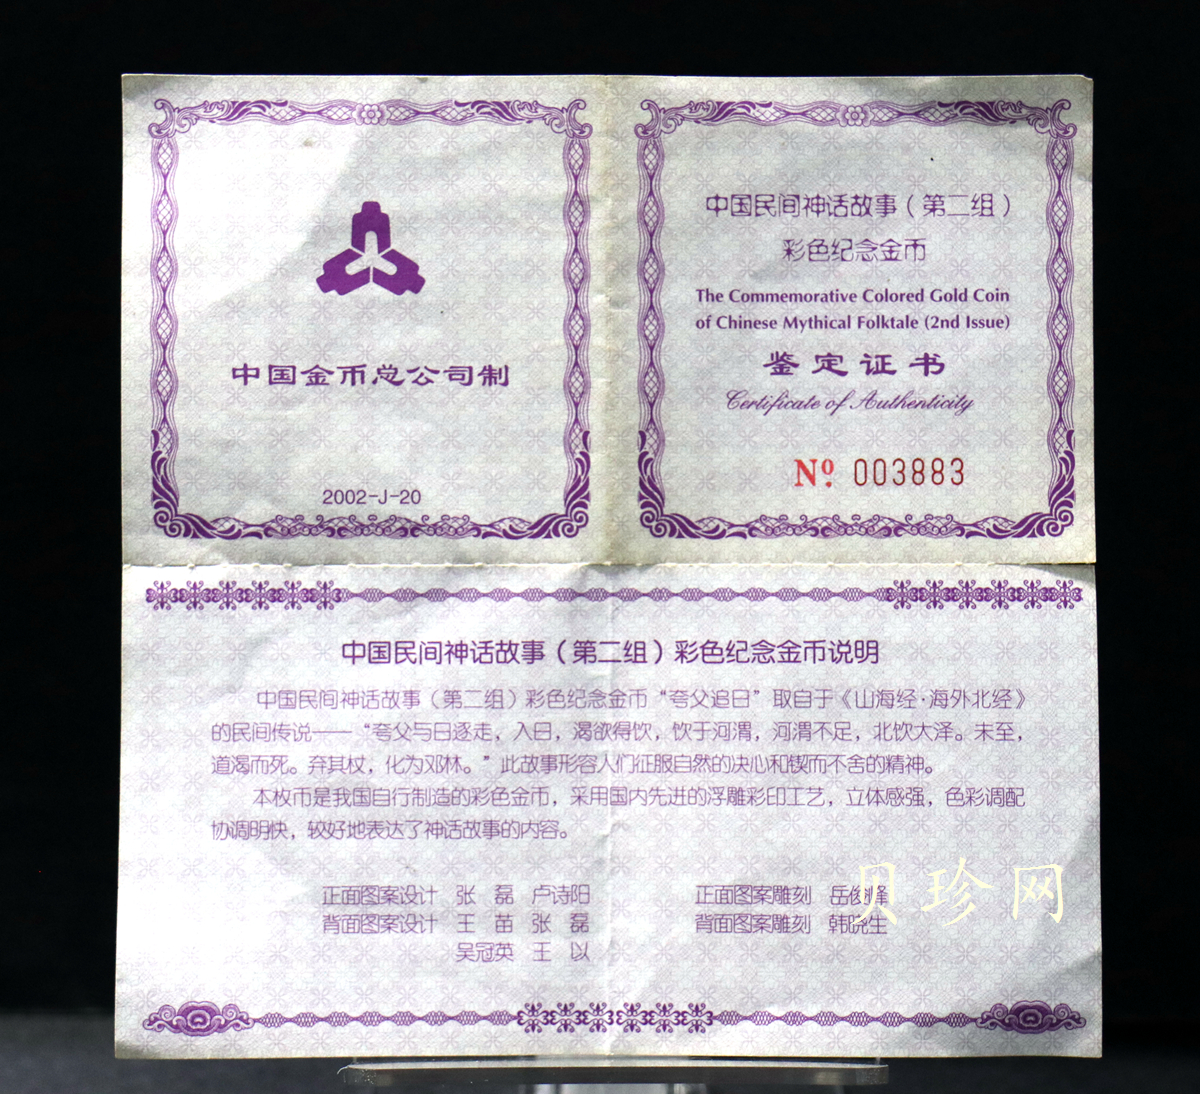 中国金币总公司制
2002-J-20
中国民间神话故事（第二组）
彩色纪念金币
The Commemorative Colored Gold Coin
of Chinese Mythical Folktale (2nd Issue)
鉴定证书
Certificate of Authenticity
Nº. 003883
中国民间神话故事（第二组）彩色纪念金币说明
中国民间神话故事（第二组）彩色纪念金币“夸父追日”取自于《山海经·海外北经》
的民间传说——“夸父与日逐走，入日，渴欲得饮，饮于河渭，河渭不足，北饮大泽。未至，
道渴而死。弃其杖，化为邓林。”此故事形容人们征服自然的决心和锲而不舍的精神。
本枚币是我国自行制造的彩色金币，采用国内先进的浮雕彩印工艺，立体感强，色彩调配
协调明快，较好地表达了神话故事的内容。
正面图案设计 张磊 卢诗阳 正面图案雕刻 岳俊峰
背面图案设计 王苗 张磊 背面图案雕刻 韩晓生
吴冠英 王以
贝珍网